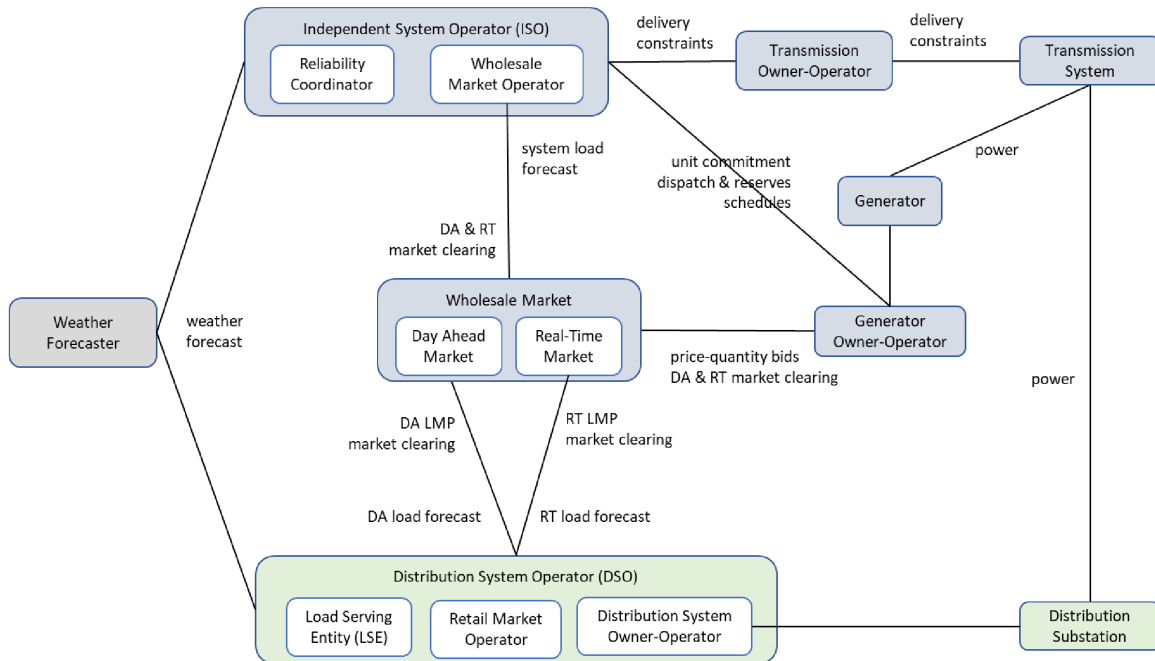 Independent System Operator (ISO)
Reliability
Coordinator
Wholesale
Market Operator
delivery
constraints
Transmission
Owner-Operator
delivery
constraints
Transmission
System
system load
forecast
unit commitment
dispatch & reserves
schedules
power
Generator
DA & RT
market clearing
Weather
Forecaster
weather
forecast
Wholesale Market
Day Ahead
Market
Real-Time
Market
price-quantity bids
DA & RT market clearing
Generator
Owner-Operator
power
DA LMP
market clearing
RT LMP
market clearing
DA load forecast
RT load forecast
Distribution System Operator (DSO)
Load Serving
Entity (LSE)
Retail Market
Operator
Distribution System
Owner-Operator
Distribution
Substation